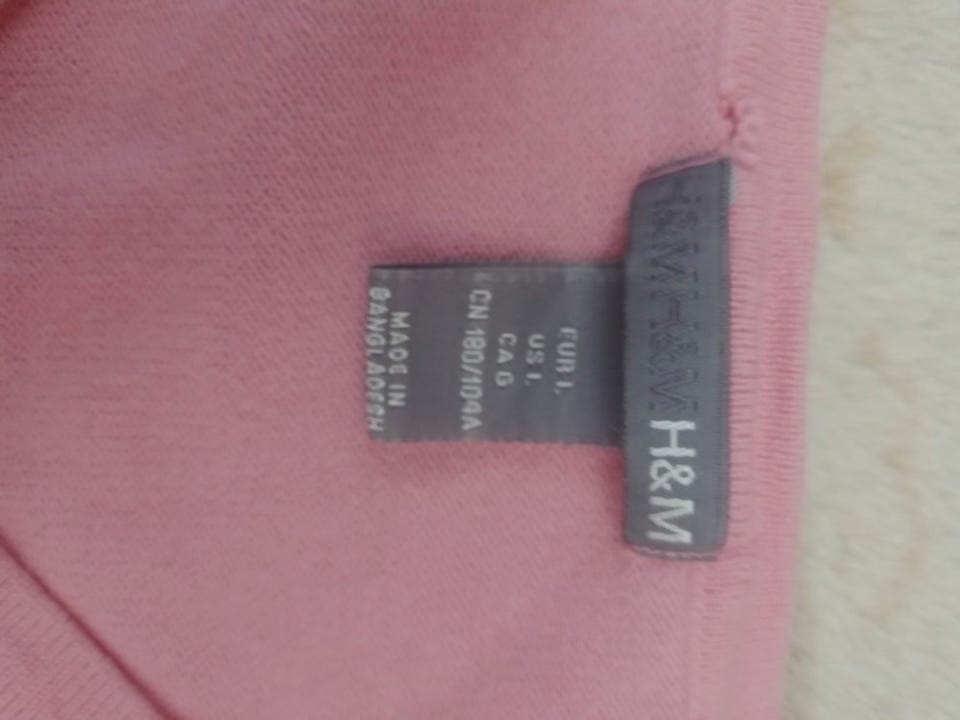 H&M H&M H&M
EUR L
US L
CA G
CN 180/104A
MADE IN
BANGLADESH